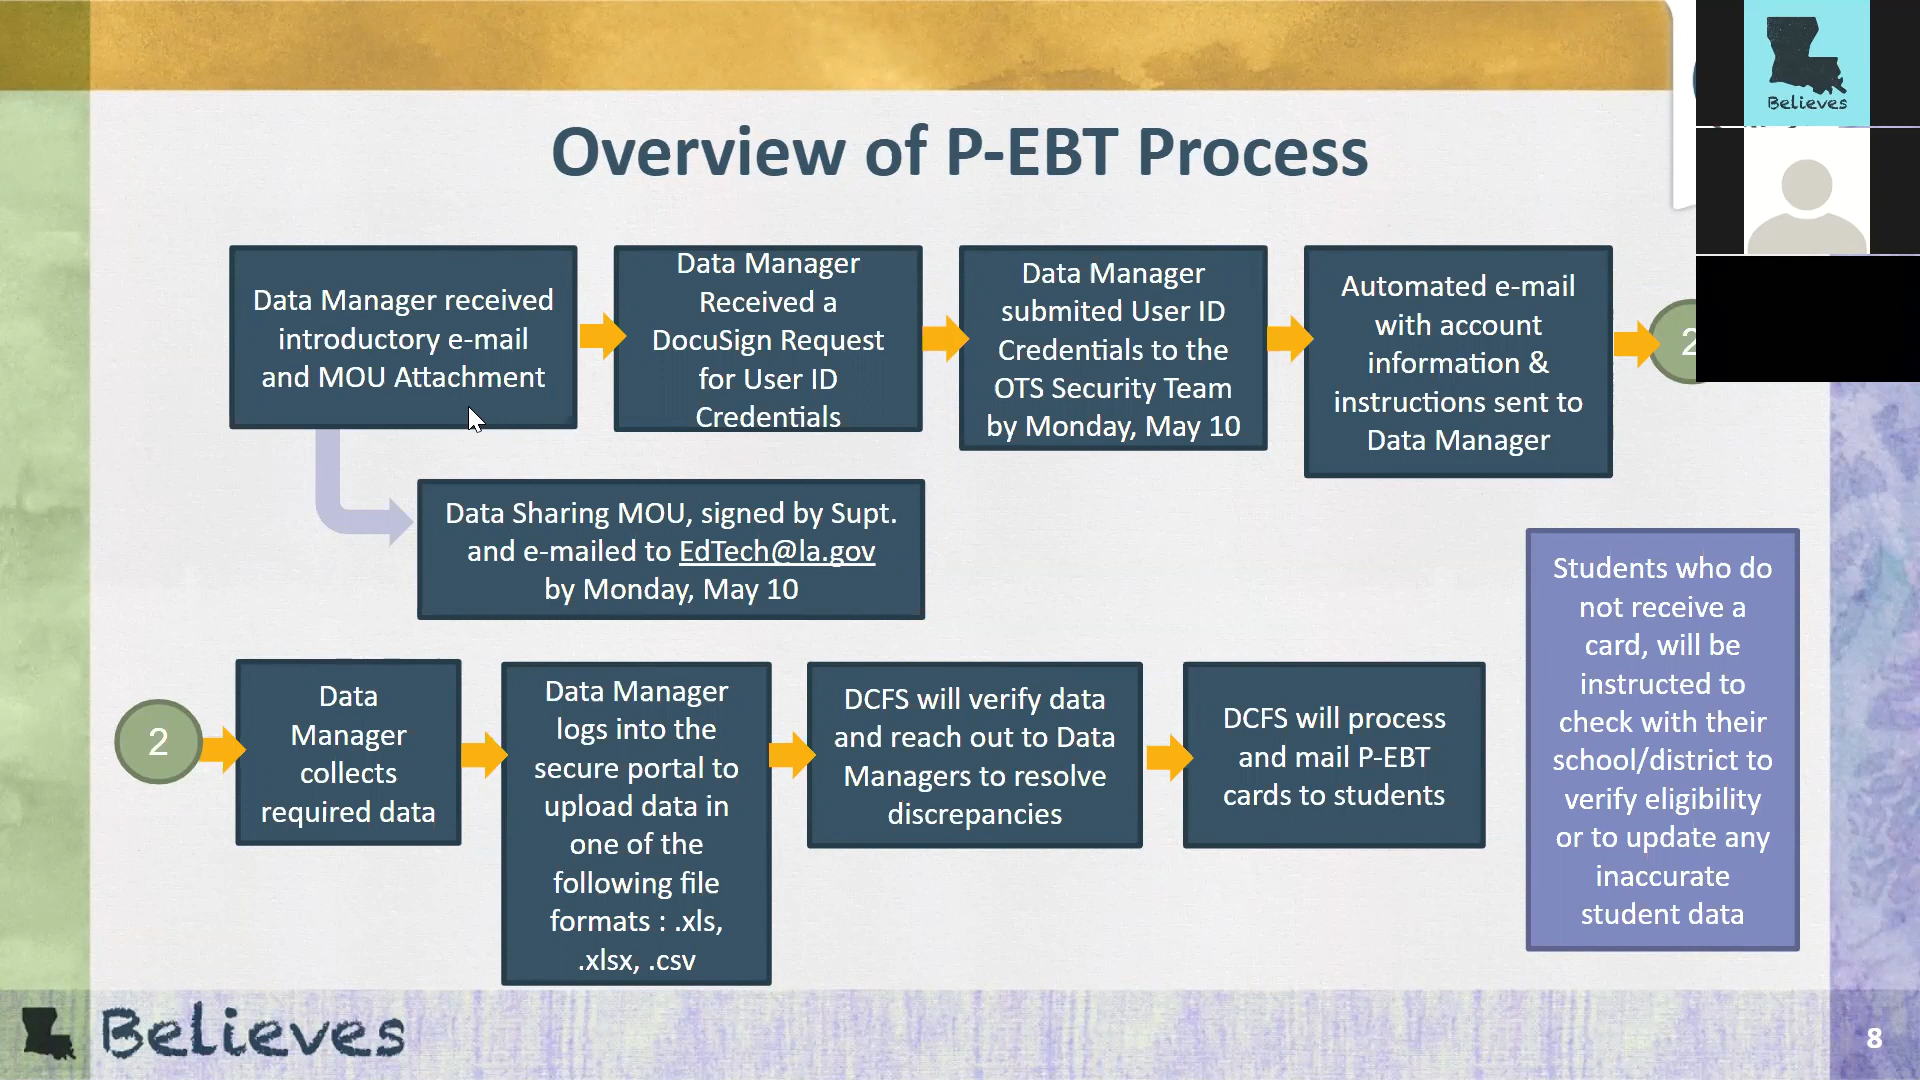 Believes
Overview of P-EBT Process
Data Manager received
introductory e-mail
and MOU Attachment
Data Manager
Received a
DocuSign Request
for User ID
Credentials
Data Manager
submited User ID
Credentials to the
OTS Security Team
by Monday, May 10
Automated e-mail
with account
information &
instructions sent to
Data Manager
2
Data Sharing MOU, signed by Supt.
and e-mailed to EdTech@la.gov
by Monday, May 10
2
Data
Manager
collects
required data
Data Manager
logs into the
secure portal to
upload data in
one of the
following file
formats : .xls,
.xlsx, .csv
DCFS will verify data
and reach out to Data
Managers to resolve
discrepancies
DCFS will process
and mail P-EBT
cards to students
Students who do
not receive a
card, will be
instructed to
check with their
school/district to
verify eligibility
or to update any
inaccurate
student data
Believes
8